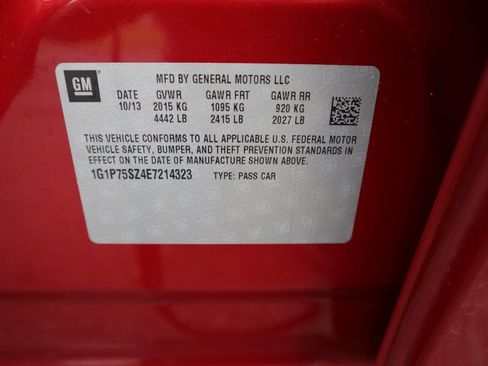 GM
MFD BY GENERAL MOTORS LLC
DATE GVWR GAWR FRT GAWR RR
10/13 2015 KG 1095 KG 920 KG
4442 LB 2415 LB 2027 LB
THIS VEHICLE CONFORMS TO ALL APPLICABLE U.S. FEDERAL MOTOR
VEHICLE SAFETY, BUMPER, AND THEFT PREVENTION STANDARDS
IN EFFECT ON THE DATE OF MANUFACTURE SHOWN ABOVE.
1G1P75SZ4E7214323 TYPE: PASS CAR